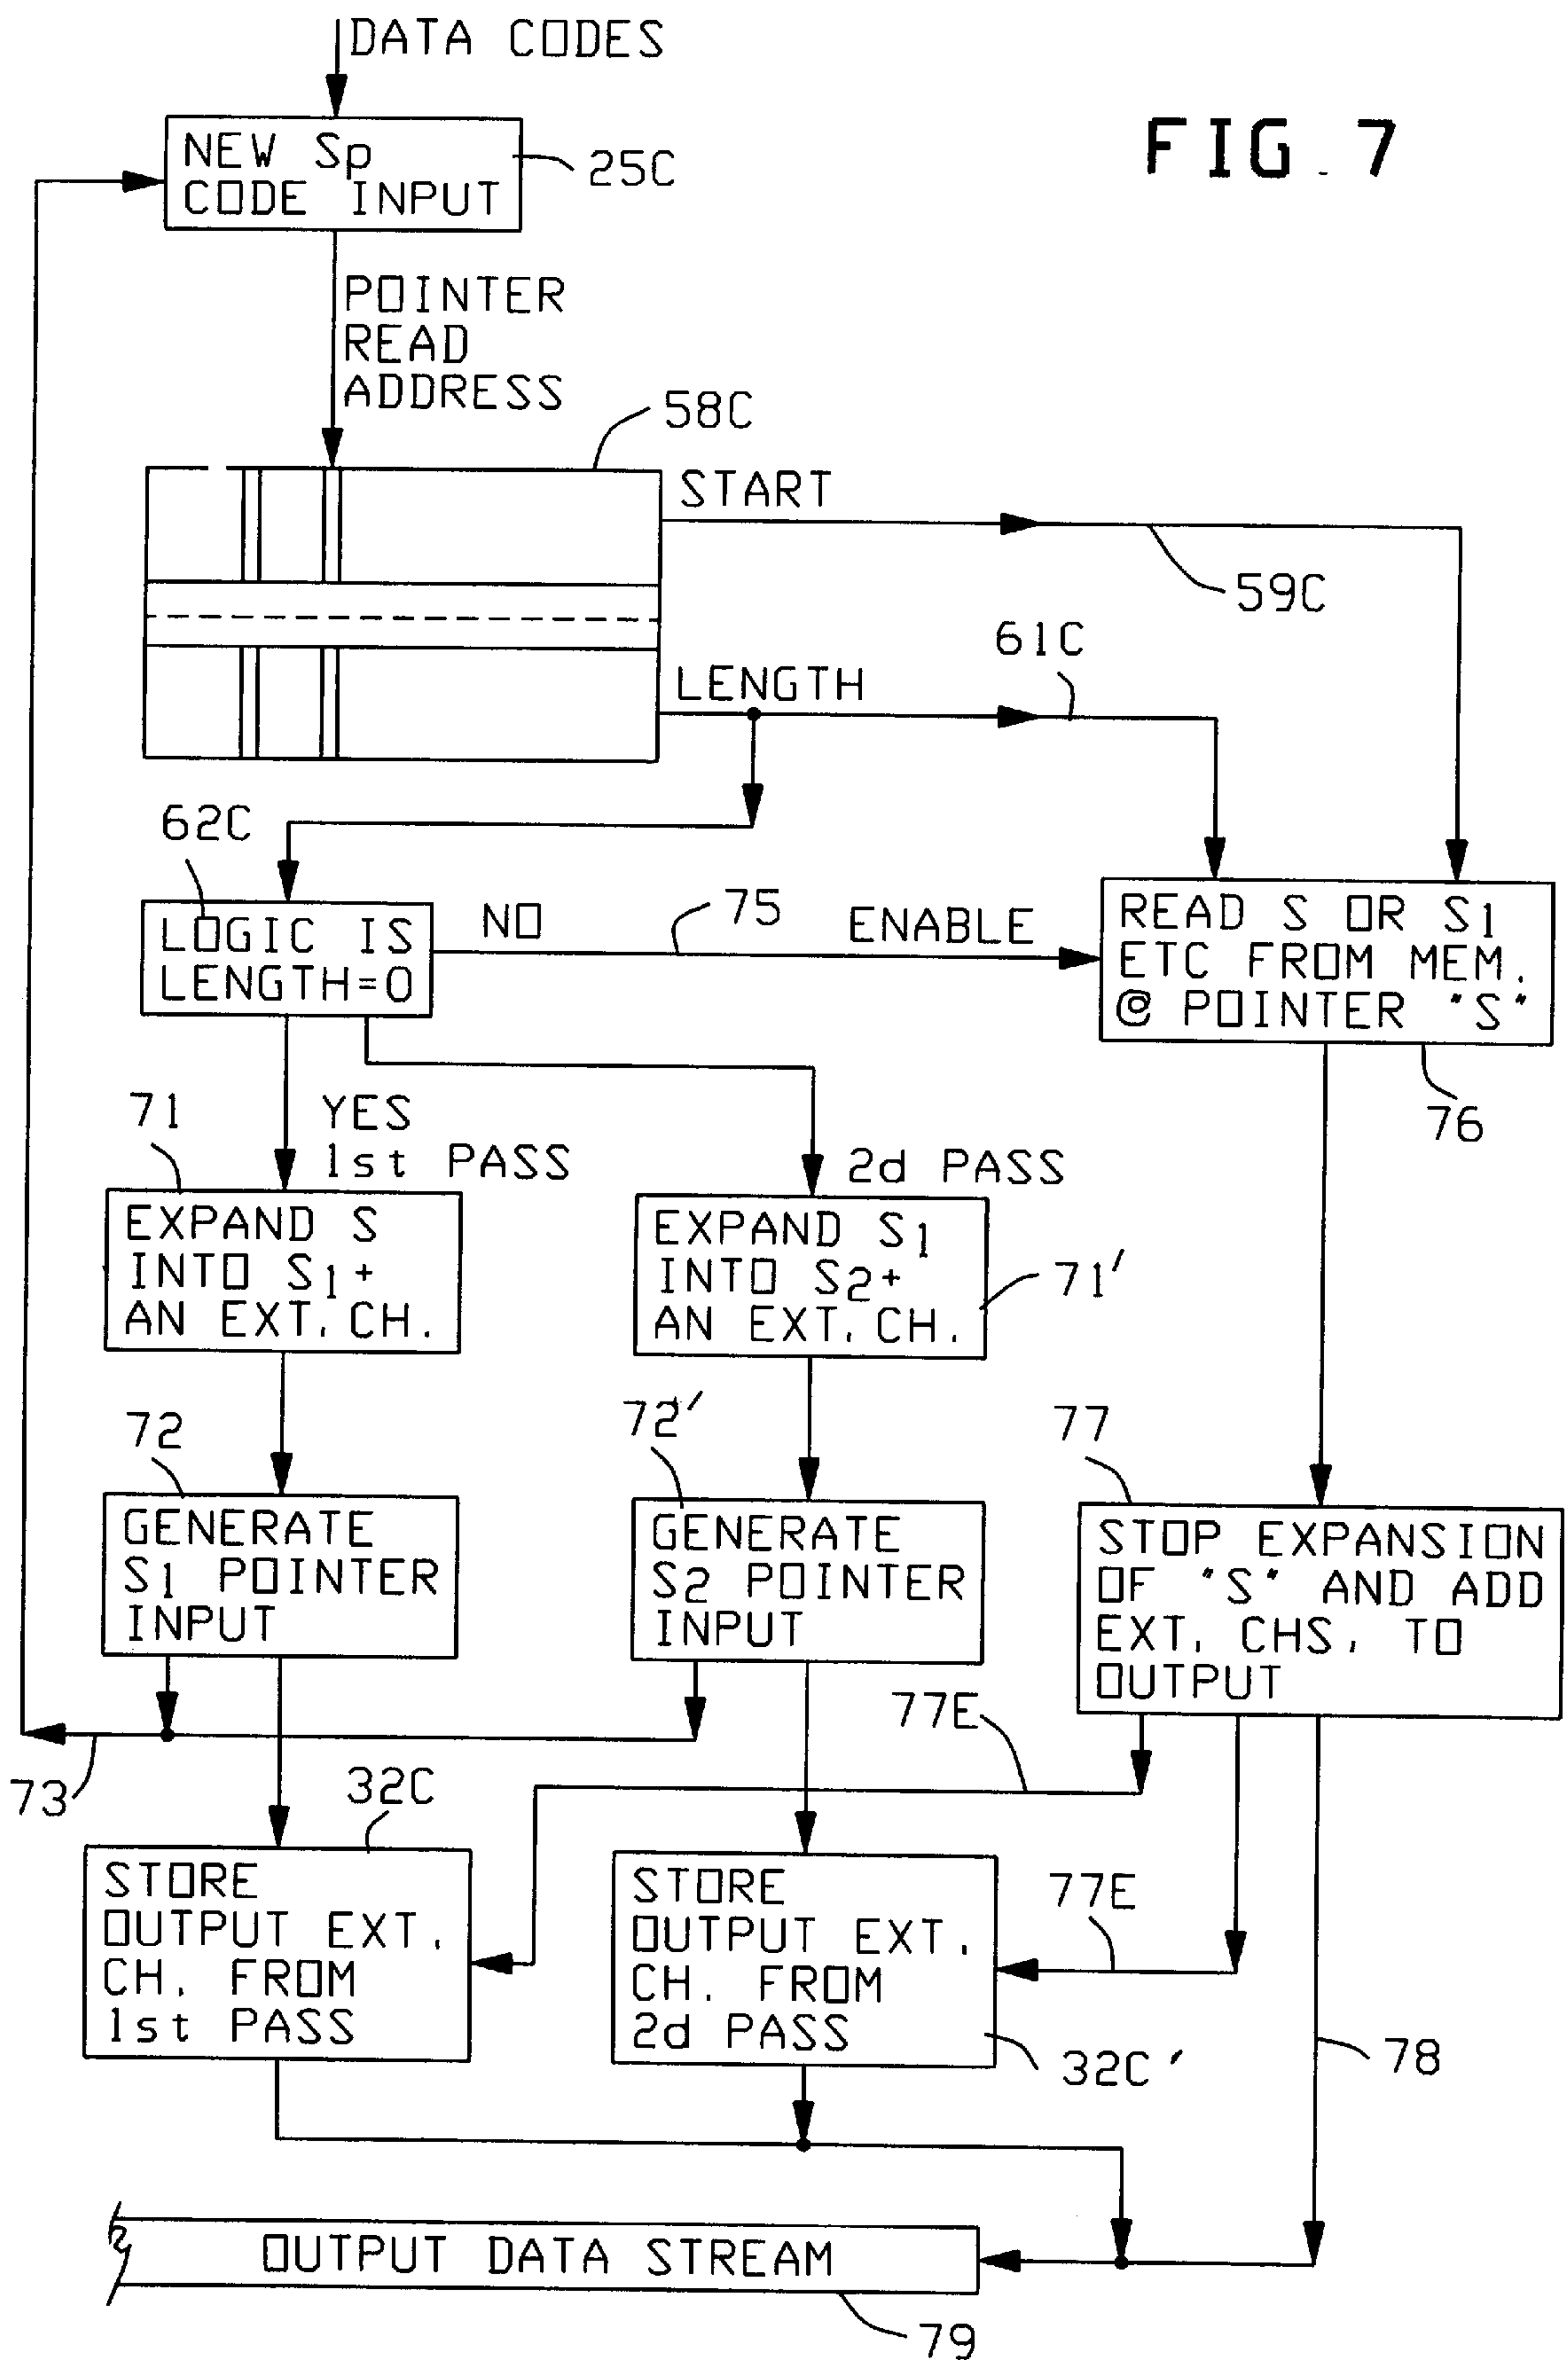 DATA CODES
FIG 7
NEW Sp
CODE INPUT
25C
POINTER
READ
ADDRESS
58C
START
59C
61C
LENGTH
62C
LOGIC IS
LENGTH=0
NO
75
ENABLE
READ S OR S1
ETC FROM MEM.
@ POINTER "S"
76
71
YES
1st PASS
2d PASS
EXPAND S
INTO S1+
AN EXT. CH.
EXPAND S1
INTO S2+
AN EXT. CH.
71'
72
72'
77
GENERATE
S1 POINTER
INPUT
GENERATE
S2 POINTER
INPUT
STOP EXPANSION
OF "S" AND ADD
EXT. CHS. TO
OUTPUT
77E
73
32C
STORE
OUTPUT EXT.
CH. FROM
1st PASS
STORE
OUTPUT EXT.
CH. FROM
2d PASS
77E
32C'
78
OUTPUT DATA STREAM
79